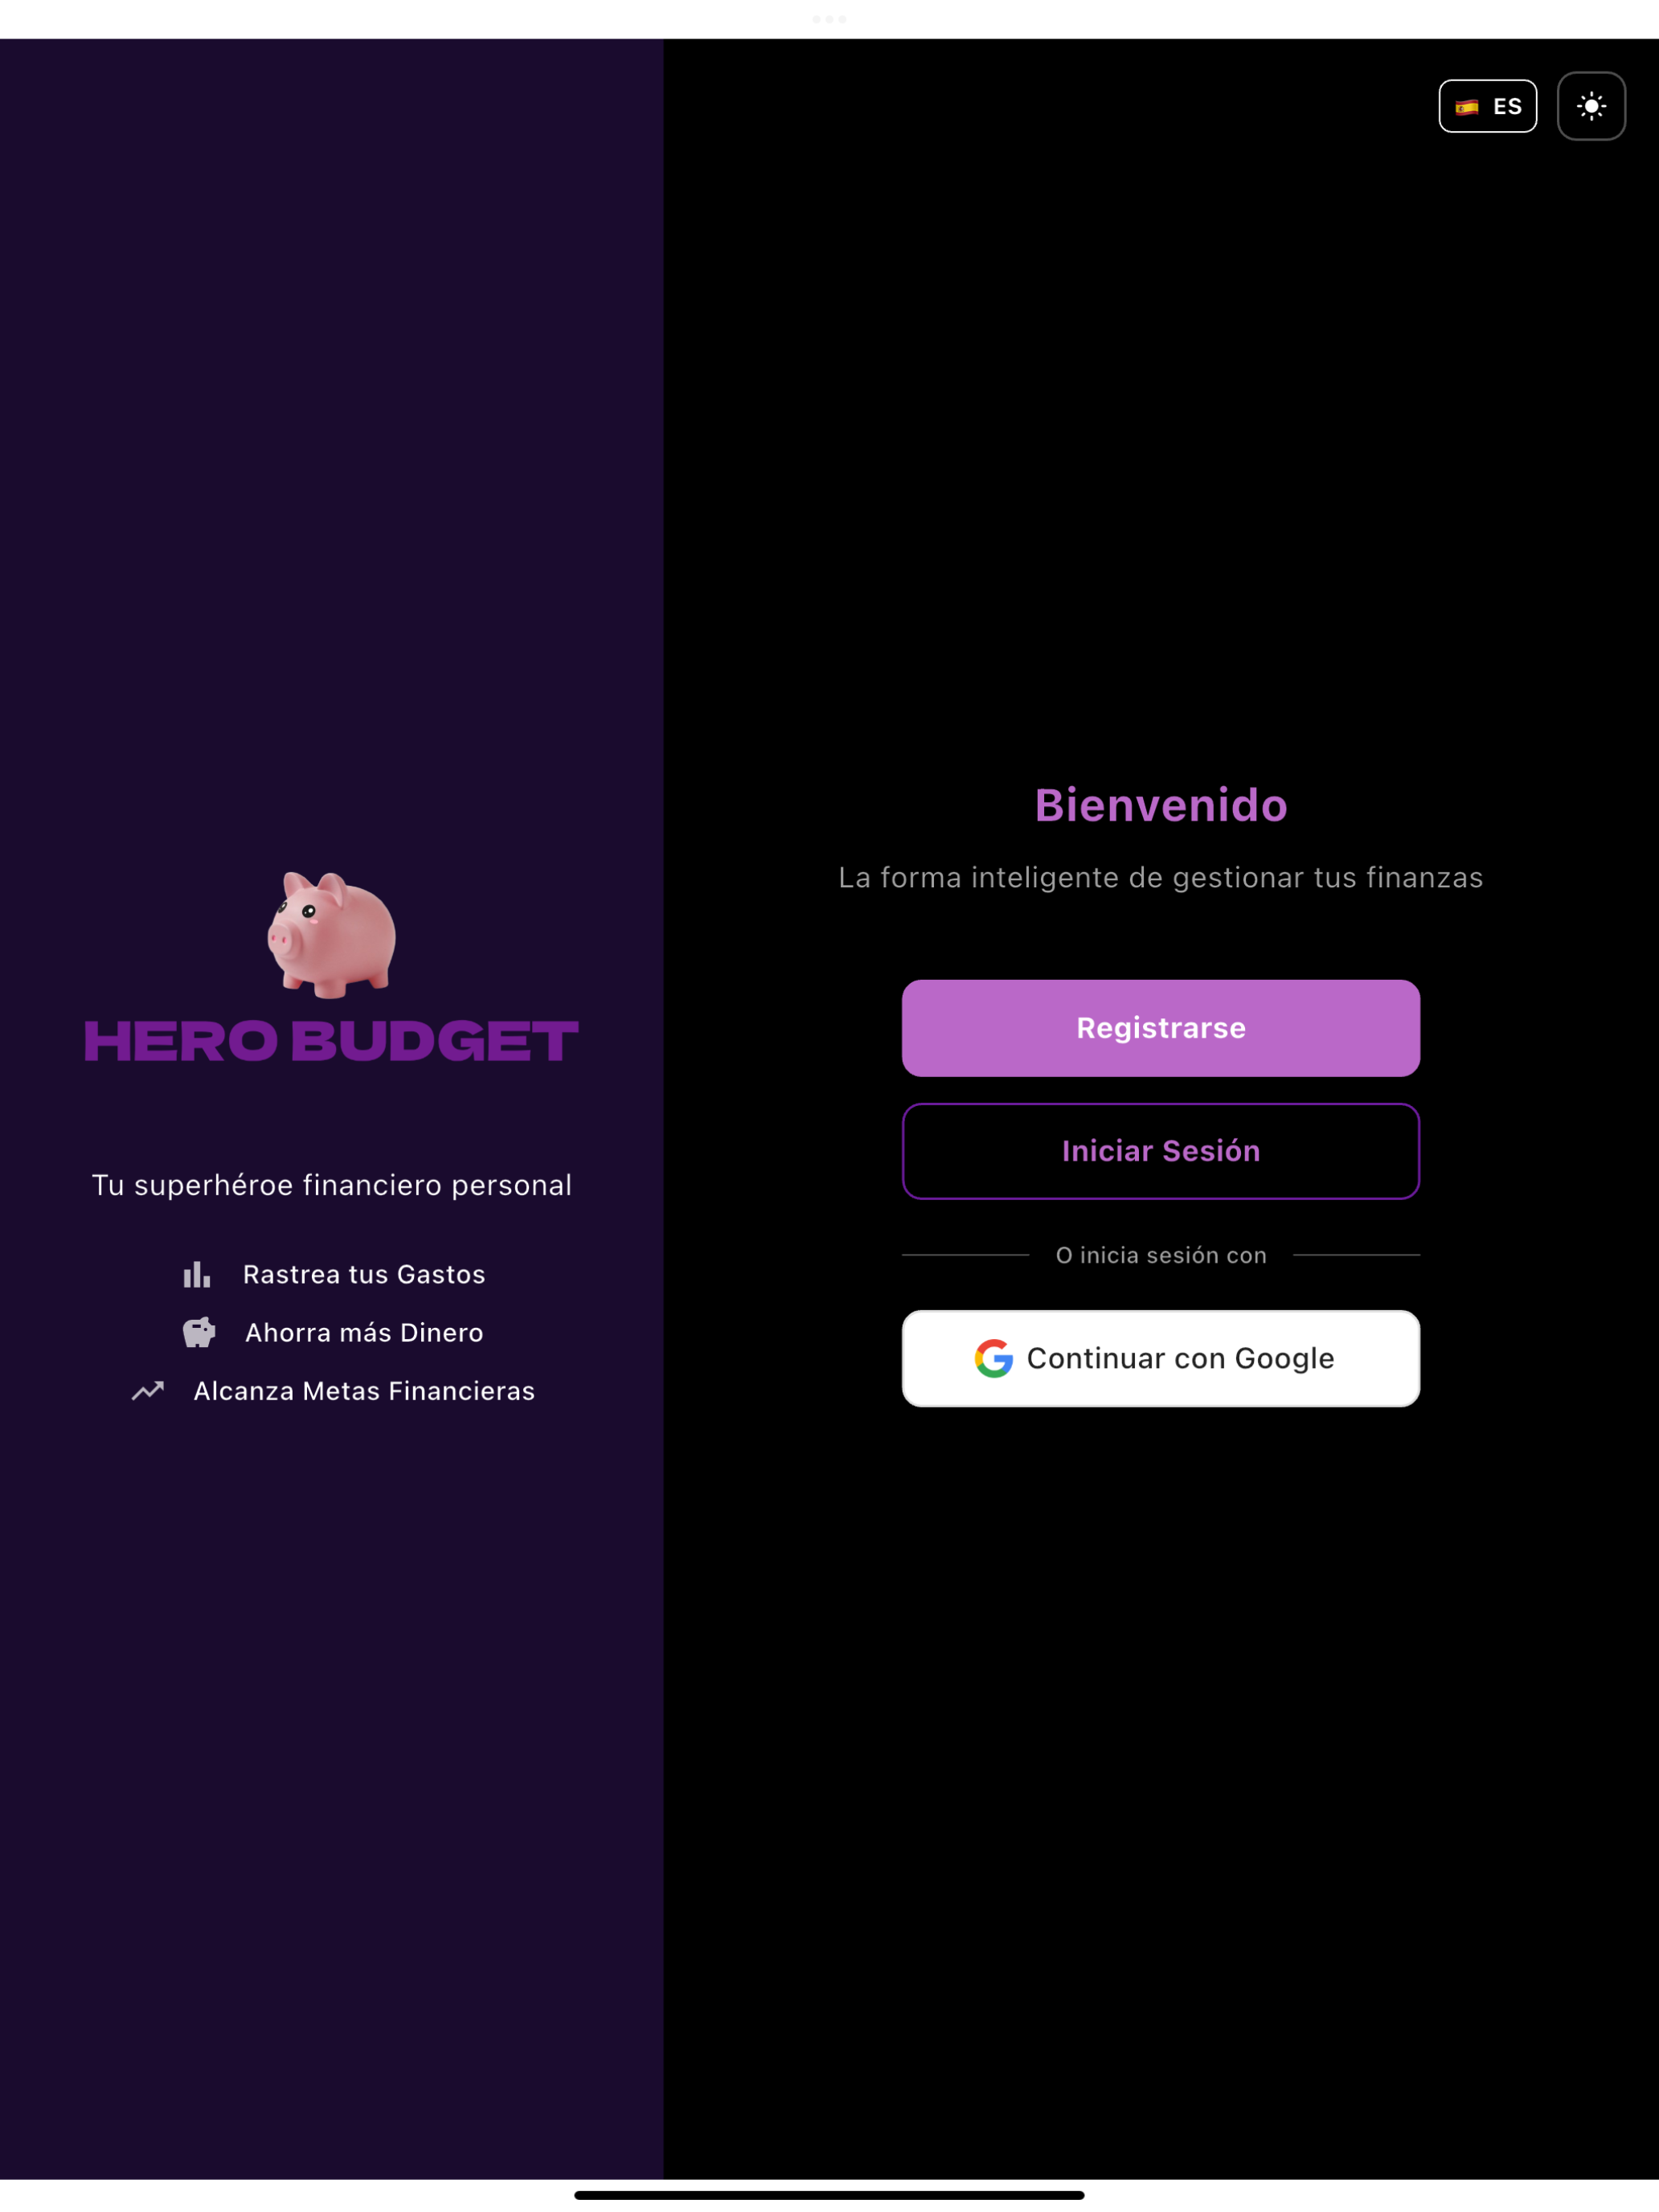 ES
HERO BUDGET
Tu superhéroe financiero personal
Rastrea tus Gastos
Ahorra más Dinero
Alcanza Metas Financieras
Bienvenido
La forma inteligente de gestionar tus finanzas
Registrarse
Iniciar Sesión
O inicia sesión con
Continuar con Google